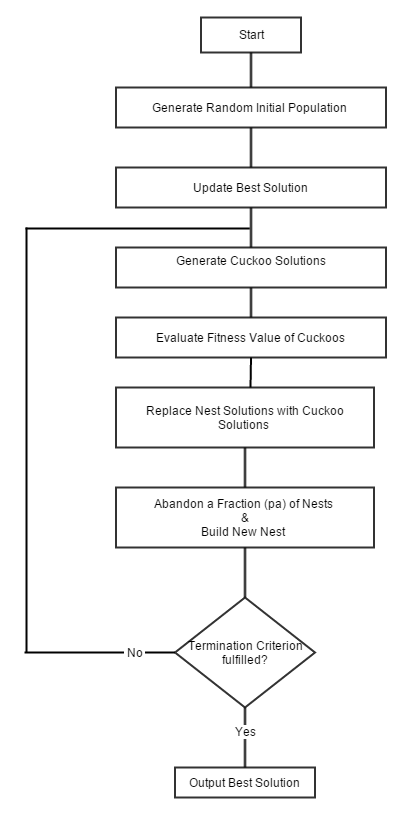 Start
Generate Random Initial Population
Update Best Solution
Generate Cuckoo Solutions
Evaluate Fitness Value of Cuckoos
Replace Nest Solutions with Cuckoo
Solutions
Abandon a Fraction (pa) of Nests
&
Build New Nest
Termination Criterion
fulfilled?
No
Yes
Output Best Solution